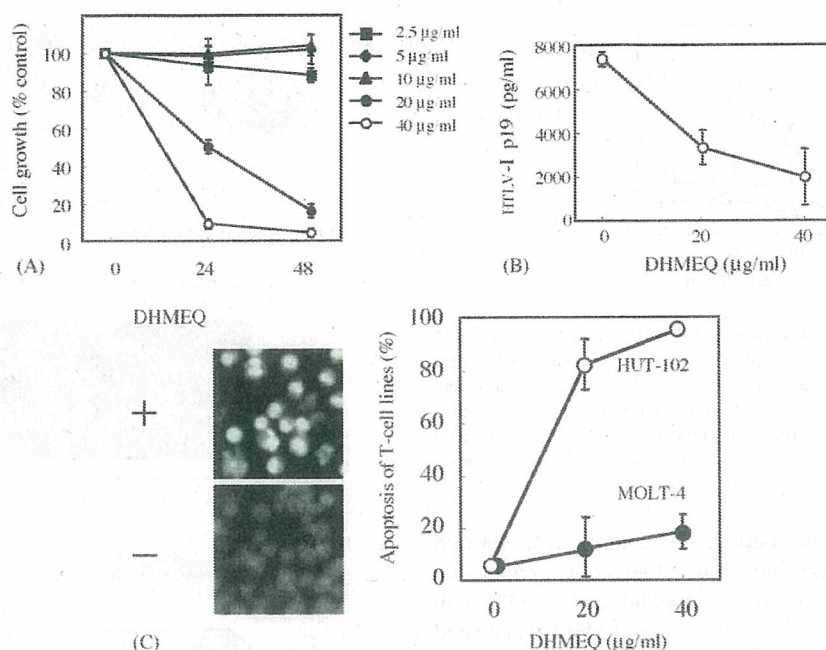 Cell growth (% control)
100
80
60
40
20
0
0 24 48
(A)
2.5 µg/ml
5 µg/ml
10 µg/ml
20 µg/ml
40 µg/ml
HTLV-I p19 (pg/ml)
8000
6000
4000
2000
0
0 20 40
(B) DHMEQ (µg/ml)
DHMEQ
+
−
(C)
Apoptosis of T-cell lines (%)
100
80
60
40
20
0
HUT-102
MOLT-4
0 20 40
DHMEQ (µg/ml)